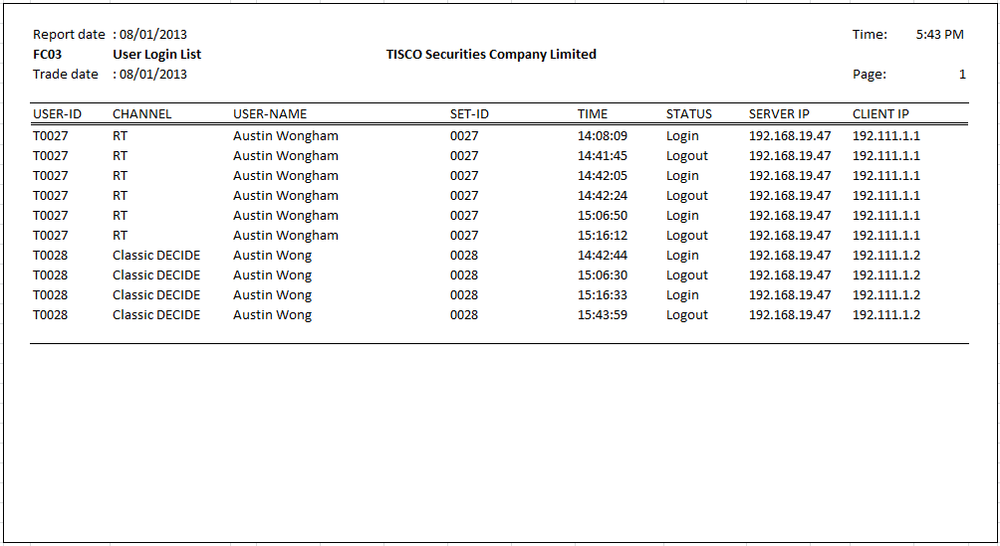 Report date : 08/01/2013 Time: 5:43 PM
FC03 User Login List TISCO Securities Company Limited
Trade date : 08/01/2013 Page: 1
USER-ID CHANNEL USER-NAME SET-ID TIME STATUS SERVER IP CLIENT IP
T0027 RT Austin Wongham 0027 14:08:09 Login 192.168.19.47 192.111.1.1
T0027 RT Austin Wongham 0027 14:41:45 Logout 192.168.19.47 192.111.1.1
T0027 RT Austin Wongham 0027 14:42:05 Login 192.168.19.47 192.111.1.1
T0027 RT Austin Wongham 0027 14:42:24 Logout 192.168.19.47 192.111.1.1
T0027 RT Austin Wongham 0027 15:06:50 Login 192.168.19.47 192.111.1.1
T0027 RT Austin Wongham 0027 15:16:12 Logout 192.168.19.47 192.111.1.1
T0028 Classic DECIDE Austin Wong 0028 14:42:44 Login 192.168.19.47 192.111.1.2
T0028 Classic DECIDE Austin Wong 0028 15:06:30 Logout 192.168.19.47 192.111.1.2
T0028 Classic DECIDE Austin Wong 0028 15:16:33 Login 192.168.19.47 192.111.1.2
T0028 Classic DECIDE Austin Wong 0028 15:43:59 Logout 192.168.19.47 192.111.1.2